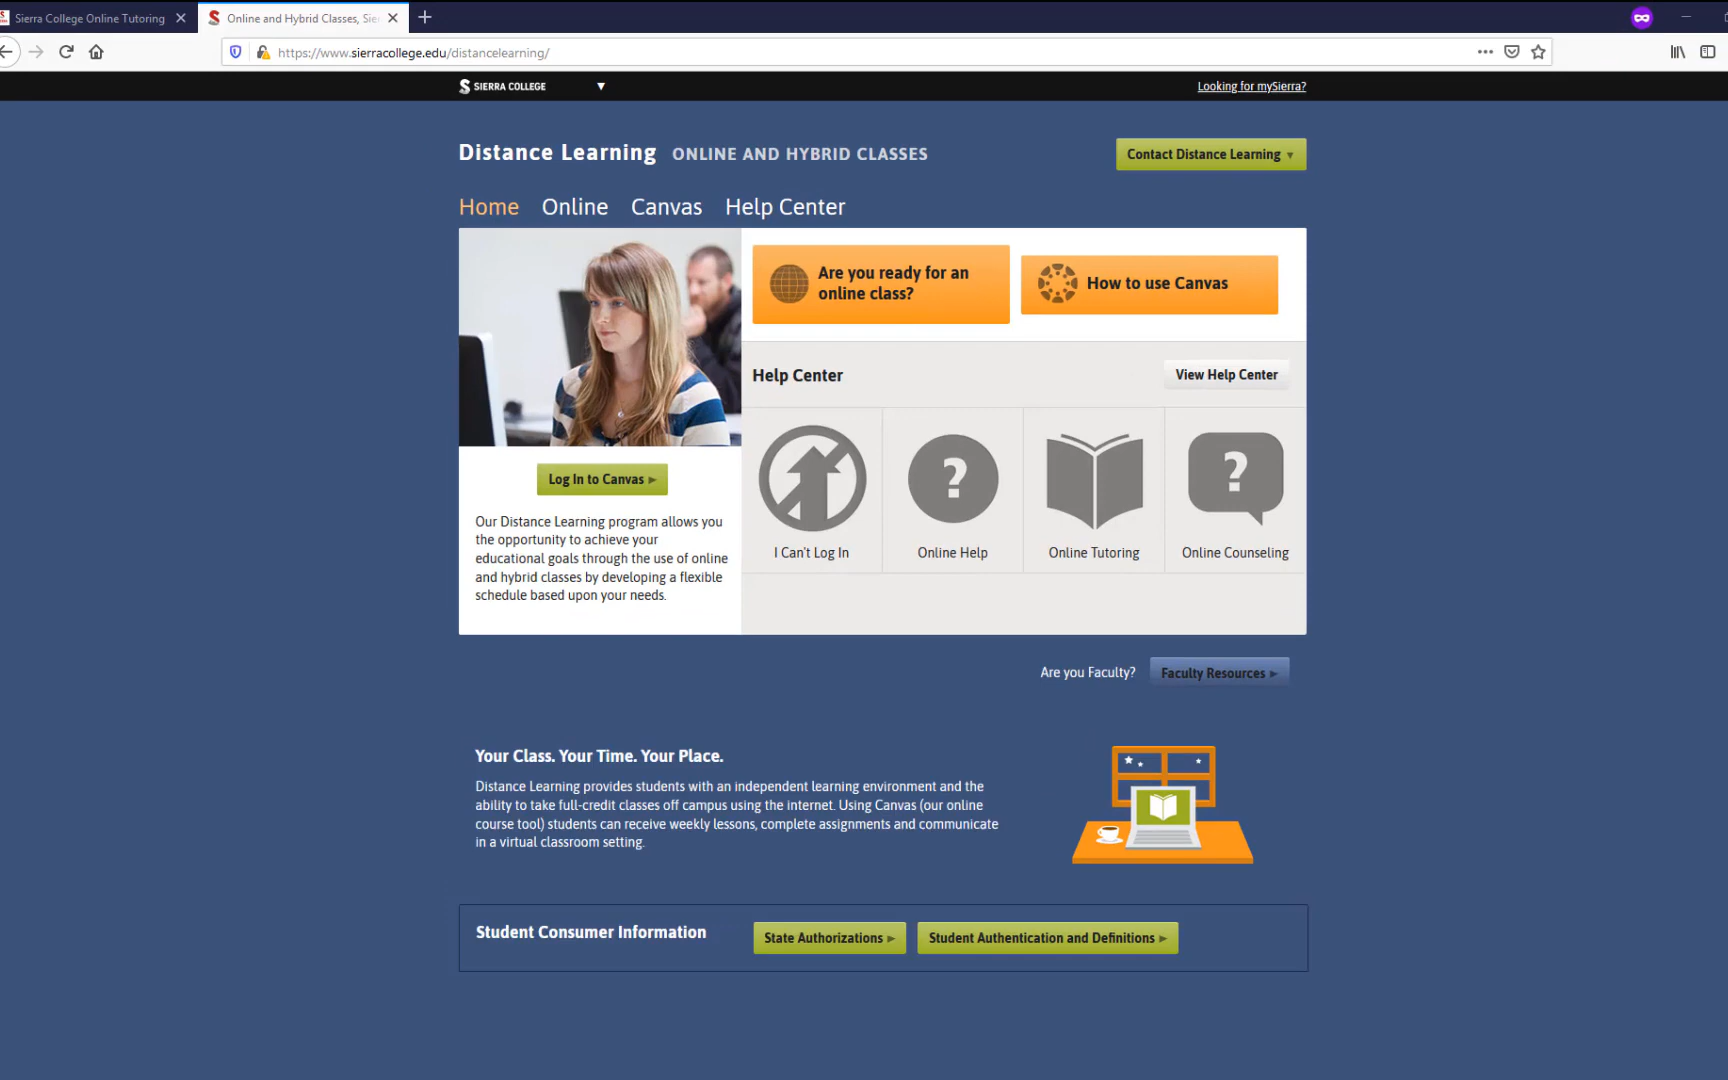 Sierra College Online Tutoring
Online and Hybrid Classes, Sie
https://www.sierracollege.edu/distancelearning/
SIERRA COLLEGE
Looking for mySierra?
Distance Learning ONLINE AND HYBRID CLASSES
Contact Distance Learning
Home Online Canvas Help Center
Are you ready for an
online class?
How to use Canvas
Help Center
View Help Center
I Can't Log In
Online Help
Online Tutoring
Online Counseling
Log In to Canvas
Our Distance Learning program allows you
the opportunity to achieve your
educational goals through the use of online
and hybrid classes by developing a flexible
schedule based upon your needs.
Are you Faculty?
Faculty Resources
Your Class. Your Time. Your Place.
Distance Learning provides students with an independent learning environment and the
ability to take full-credit classes off campus using the internet. Using Canvas (our online
course tool) students can receive weekly lessons, complete assignments and communicate
in a virtual classroom setting.
Student Consumer Information
State Authorizations
Student Authentication and Definitions